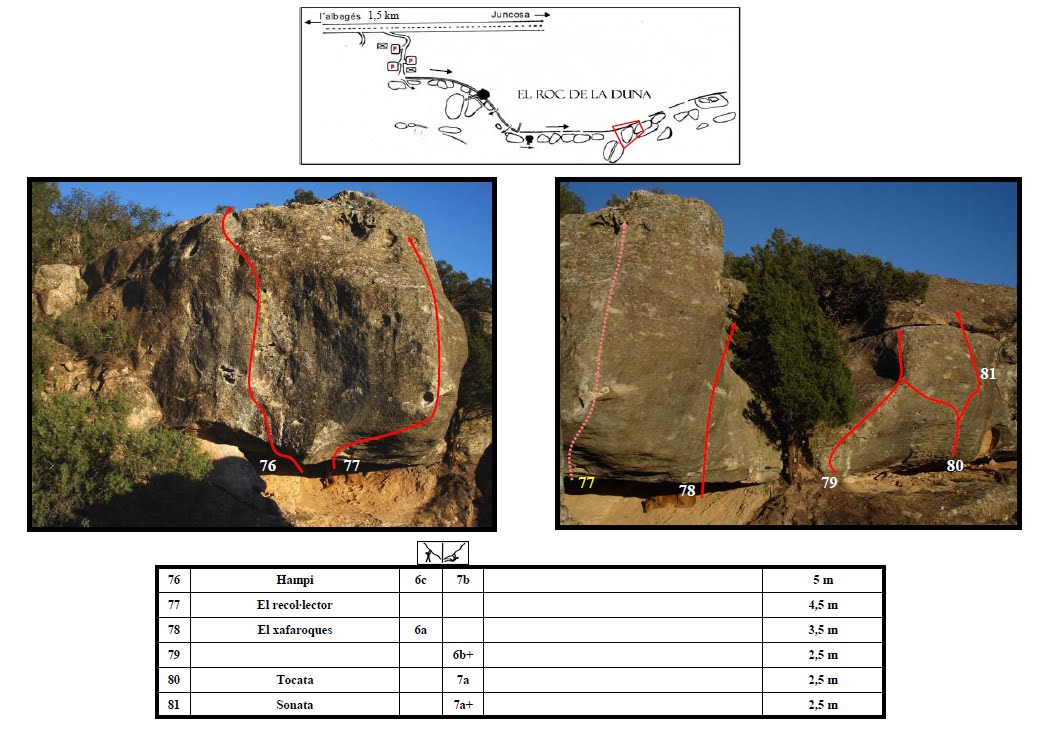 l'albagés 1,5 km Juncosa
P
P
P
EL ROC DE LA DUNA
76 77
77 78 79 80 81
76 Hampi 6c 7b 5 m
77 El recol·lector 4,5 m
78 El xafaroques 6a 3,5 m
79 6b+ 2,5 m
80 Tocata 7a 2,5 m
81 Sonata 7a+ 2,5 m